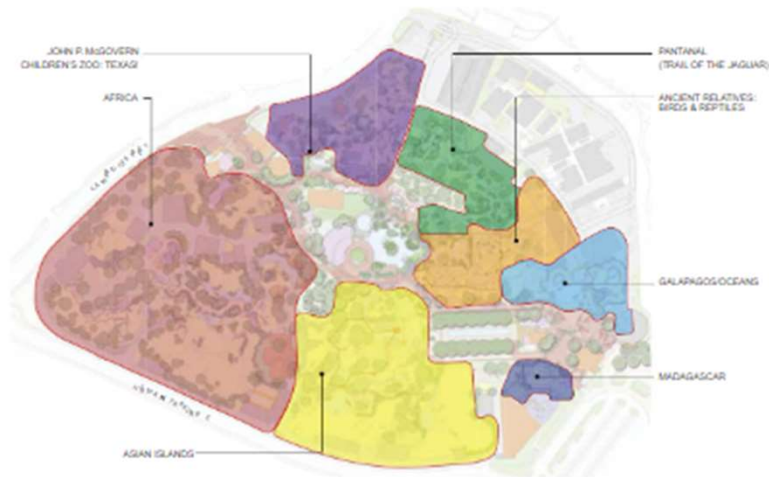 JOHN P. McGOVERN
CHILDREN'S ZOO: TEXAS!
AFRICA
PANTANAL
(TRAIL OF THE JAGUAR)
ANCIENT RELATIVES:
BIRDS & REPTILES
GALAPAGOS/OCEANS
MADAGASCAR
ASIAN ISLANDS